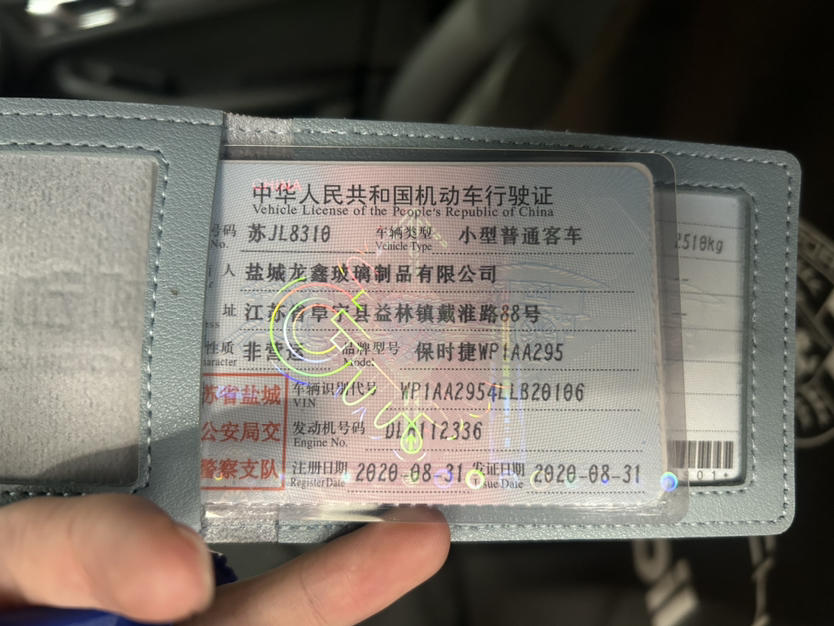 中华人民共和国机动车行驶证
Vehicle License of the People's Republic of China
号码 苏JL8310 车辆类型 小型普通客车
No. Vehicle Type
人 盐城龙鑫玻璃制品有限公司
址 江苏省阜宁县益林镇戴淮路88号
性质 非营运 品牌型号 保时捷WP1AA295
Model
苏省盐城
公安局交
警察支队
车辆识别代号 WP1AA2954LLB20106
VIN
发动机号码 DLA112336
Engine No.
注册日期 2020-08-31 发证日期 2020-08-31
Register Date Issue Date
2510kg